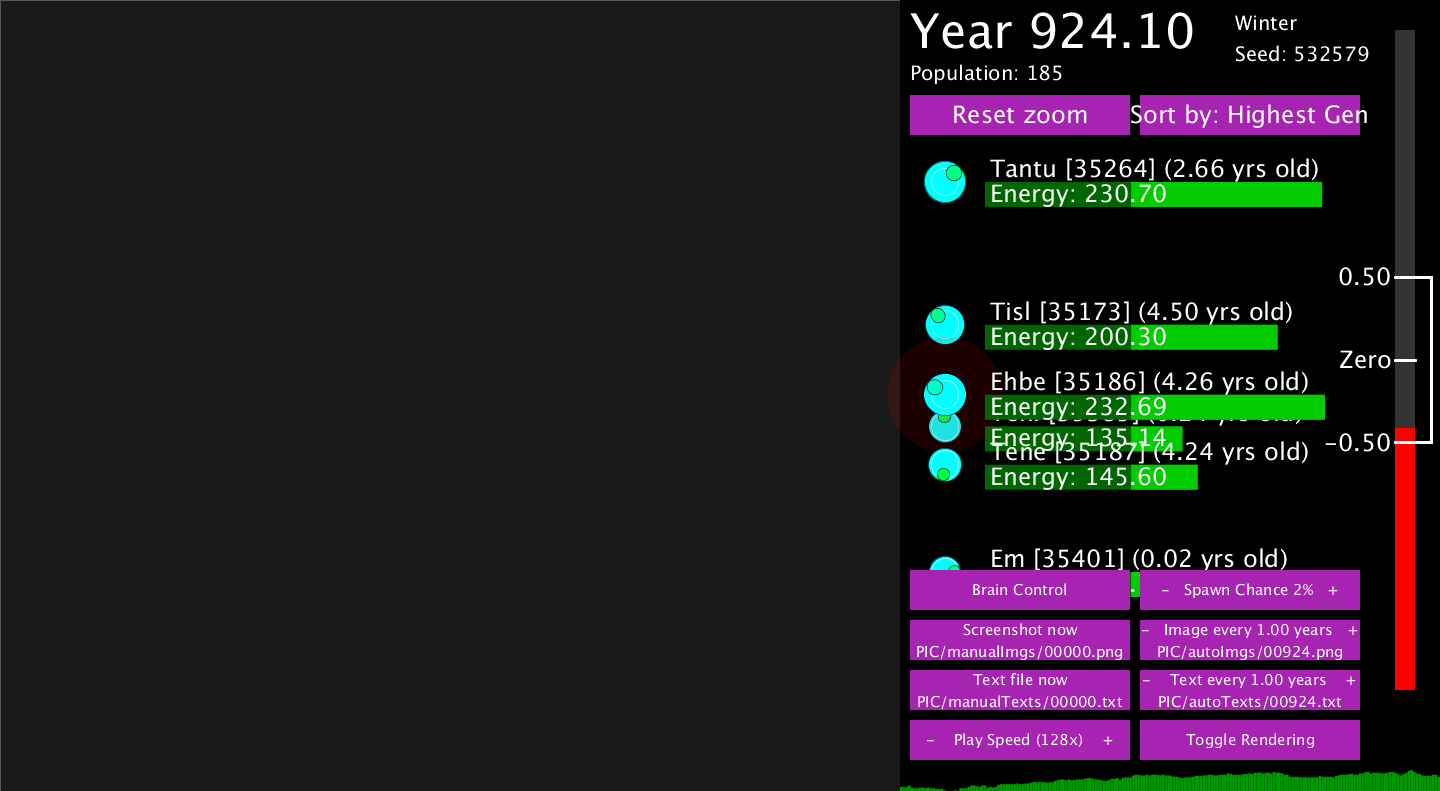 Year 924.10
Winter
Seed: 532579
Population: 185
Reset zoom
Sort by: Highest Gen
Tantu [35264] (2.66 yrs old)
Energy: 230.70
0.50
Tisl [35173] (4.50 yrs old)
Energy: 200.30
Zero
Ehbe [35186] (4.26 yrs old)
Energy: 232.69
Energy: 135.14
-0.50
Tene [35187] (4.24 yrs old)
Energy: 145.60
Em [35401] (0.02 yrs old)
Brain Control
- Spawn Chance 2% +
Screenshot now
PIC/manualImgs/00000.png
- Image every 1.00 years +
PIC/autoImgs/00924.png
Text file now
PIC/manualTexts/00000.txt
- Text every 1.00 years +
PIC/autoTexts/00924.txt
- Play Speed (128x) +
Toggle Rendering